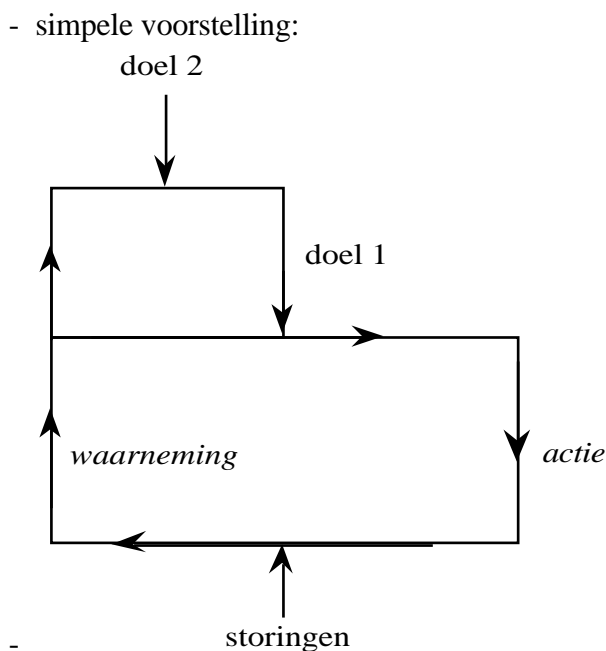 - simpele voorstelling:
doel 2
doel 1
waarneming
actie
- storingen